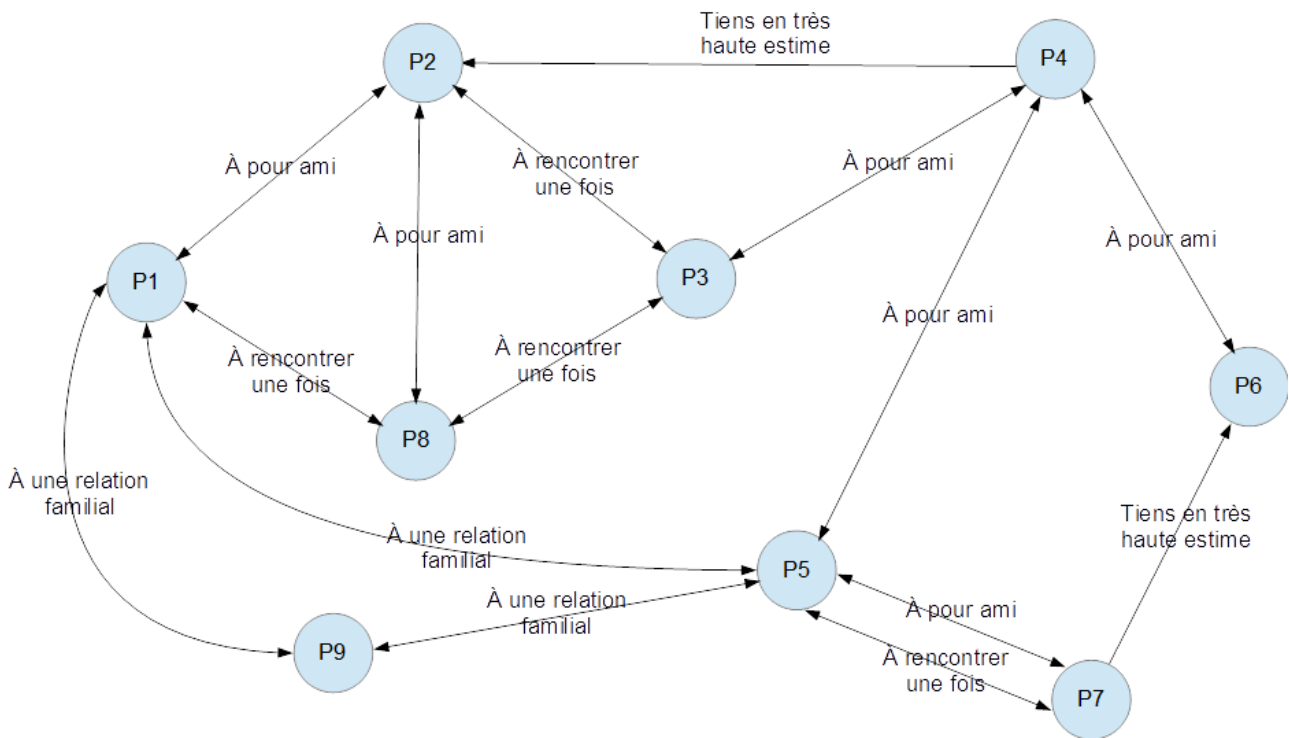 Tiens en très
haute estime
P2
P4
À pour ami
À rencontrer
une fois
À pour ami
À pour ami
À pour ami
P1
P3
À pour ami
À rencontrer
une fois
À rencontrer
une fois
P6
P8
À une relation
familial
Tiens en très
haute estime
À une relation
familial
P5
À une relation
familial
À pour ami
P9
À rencontrer
une fois
P7